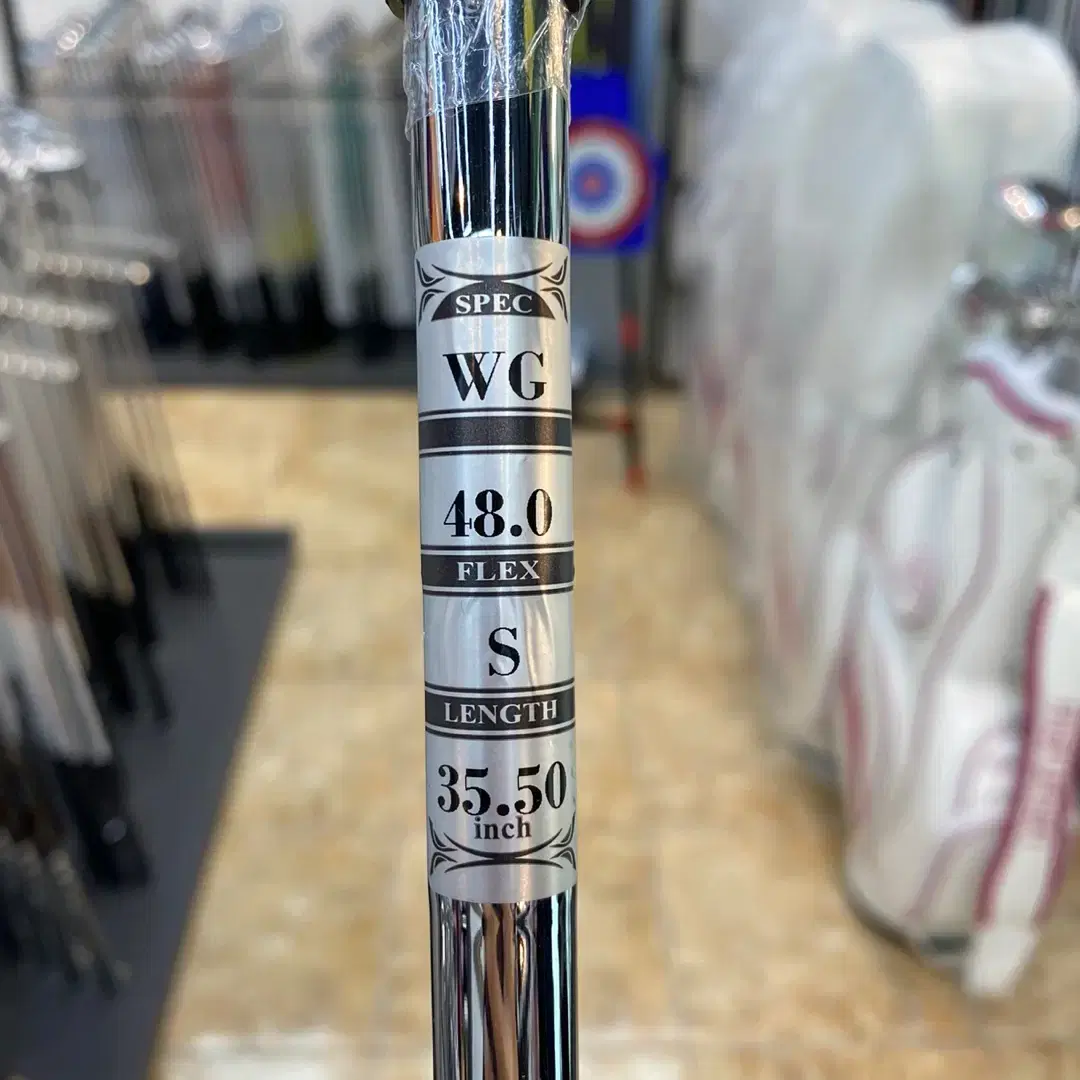 SPEC
WG
48.0
FLEX
S
LENGTH
35.50
inch